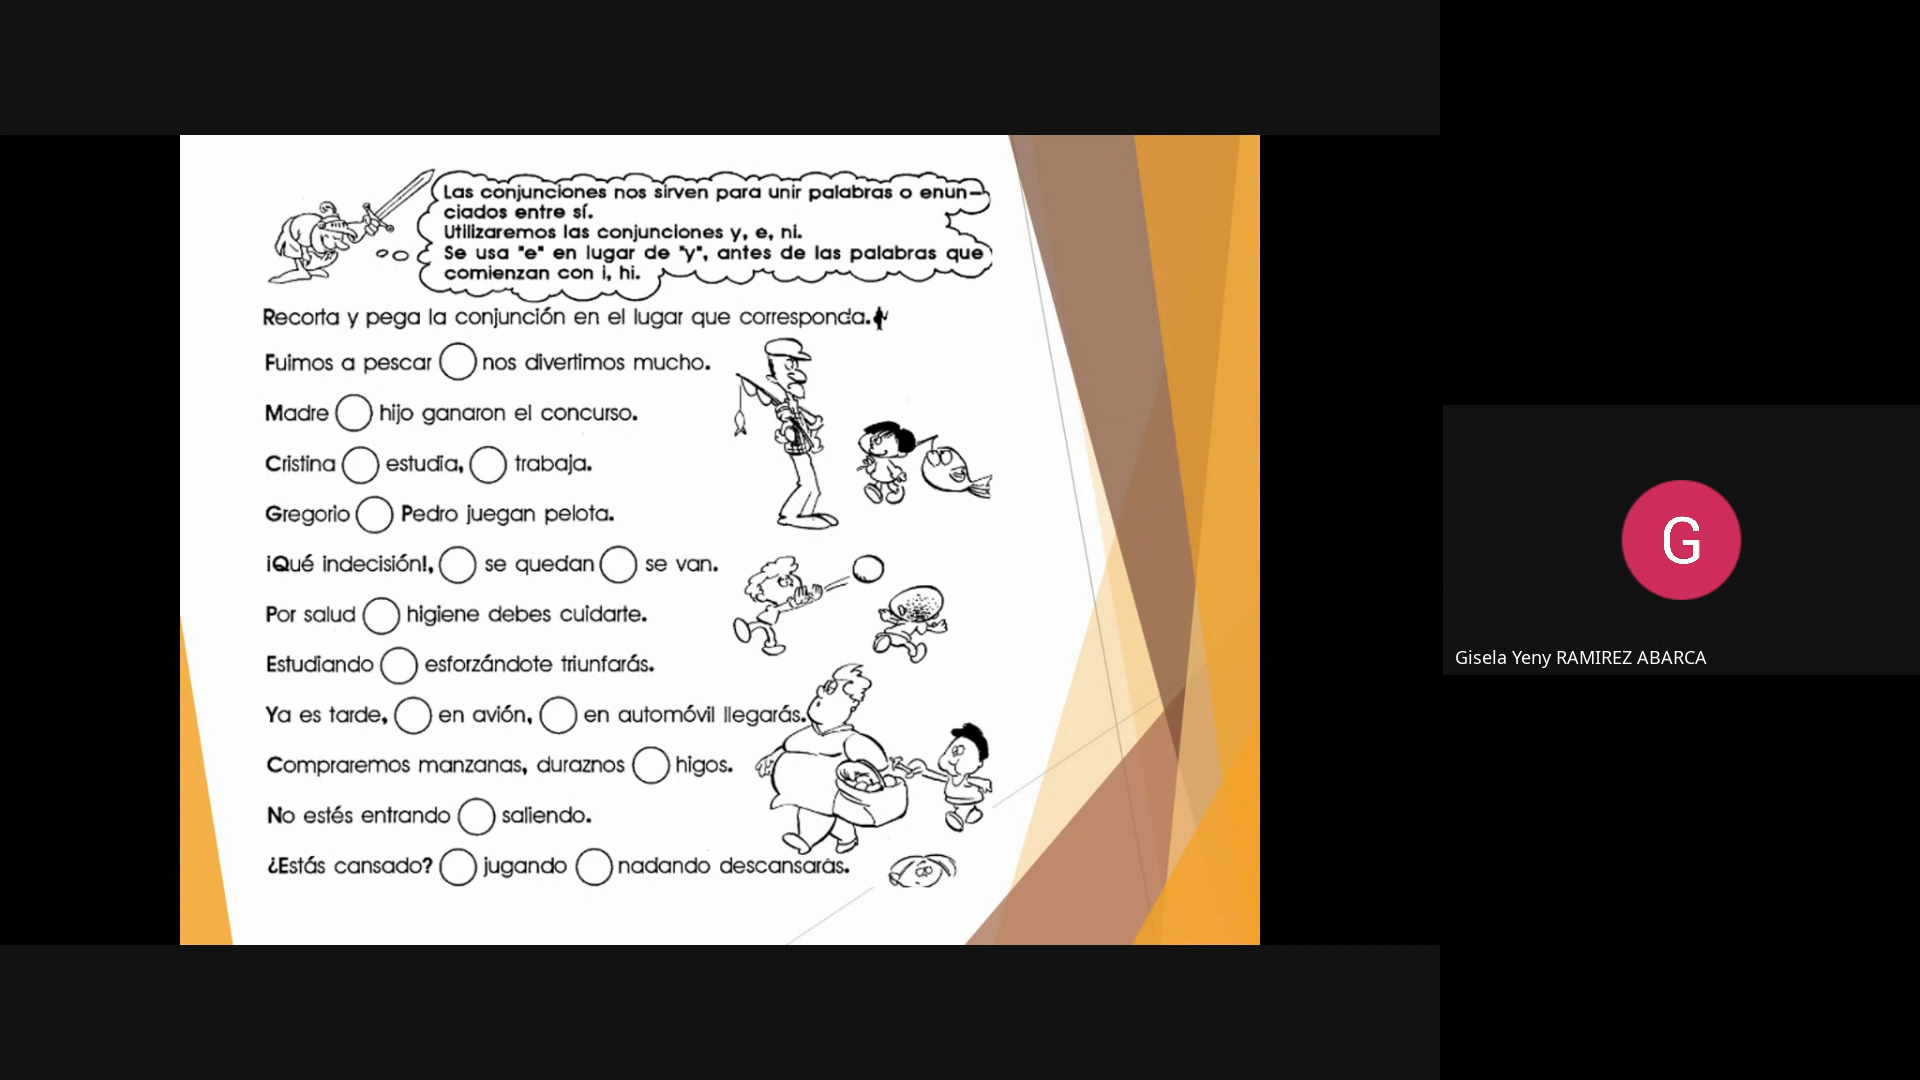 Las conjunciones nos sirven para unir palabras o enun-
ciados entre sí.
Utilizaremos las conjunciones y, e, ni.
Se usa "e" en lugar de "y", antes de las palabras que
comienzan con i, hi.
Recorta y pega la conjunción en el lugar que corresponda.
Fuimos a pescar nos divertimos mucho.
Madre hijo ganaron el concurso.
Cristina estudia, trabaja.
Gregorio Pedro juegan pelota.
¡Qué indecisión!, se quedan se van.
Por salud higiene debes cuidarte.
Estudiando esforzándote triunfarás.
Ya es tarde, en avión, en automóvil llegarás.
Compraremos manzanas, duraznos higos.
No estés entrando saliendo.
¿Estás cansado? jugando nadando descansarás.
G
Gisela Yeny RAMIREZ ABARCA